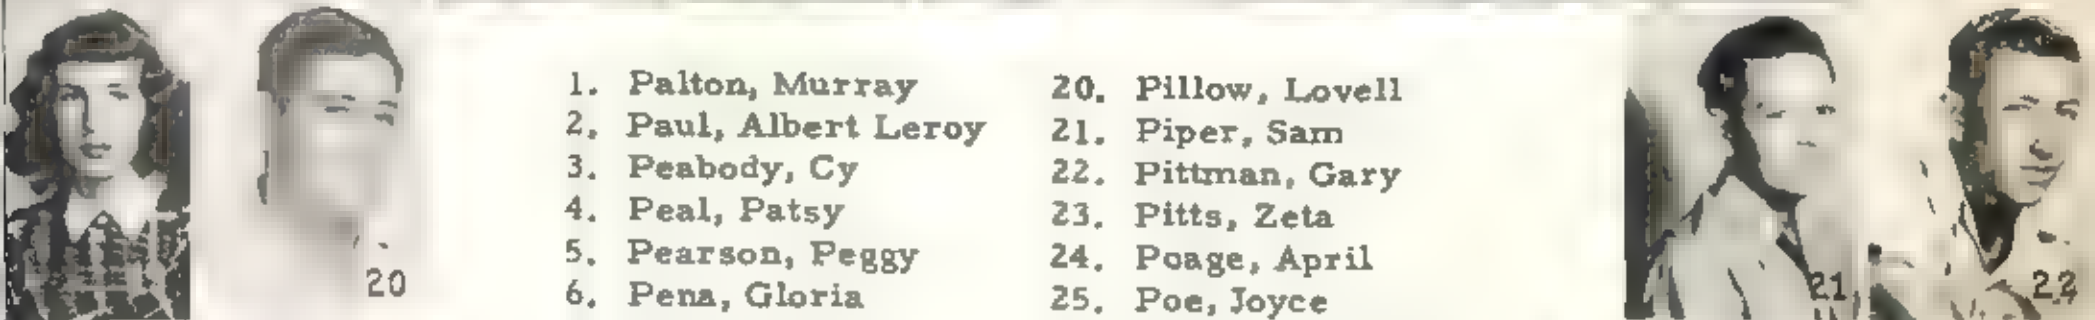 1. Palton, Murray
2. Paul, Albert Leroy
3. Peabody, Cy
4. Peal, Patsy
5. Pearson, Peggy
6. Pena, Gloria
20. Pillow, Lovell
21. Piper, Sam
22. Pittman, Gary
23. Pitts, Zeta
24. Poage, April
25. Poe, Joyce
20
21
22